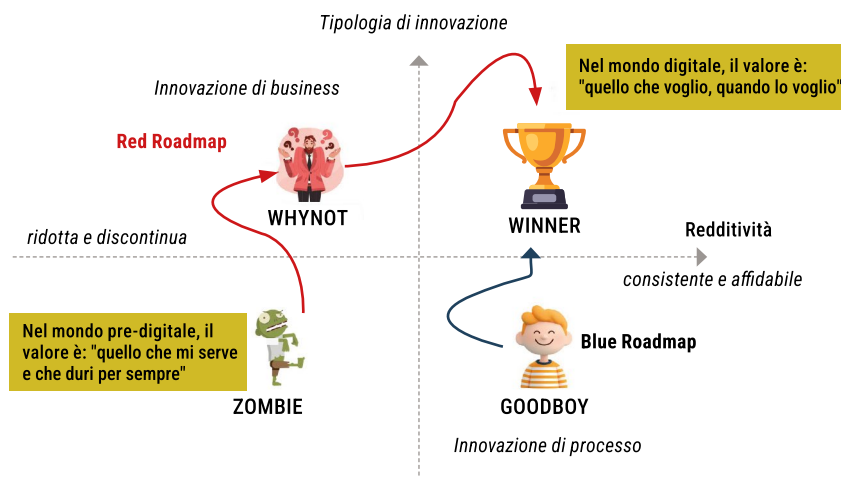 Tipologia di innovazione
Nel mondo digitale, il valore è:
"quello che voglio, quando lo voglio"
Innovazione di business
Red Roadmap
WHYNOT
WINNER
Redditività
ridotta e discontinua
consistente e affidabile
Nel mondo pre-digitale, il
valore è: "quello che mi serve
e che duri per sempre"
Blue Roadmap
ZOMBIE
GOODBOY
Innovazione di processo